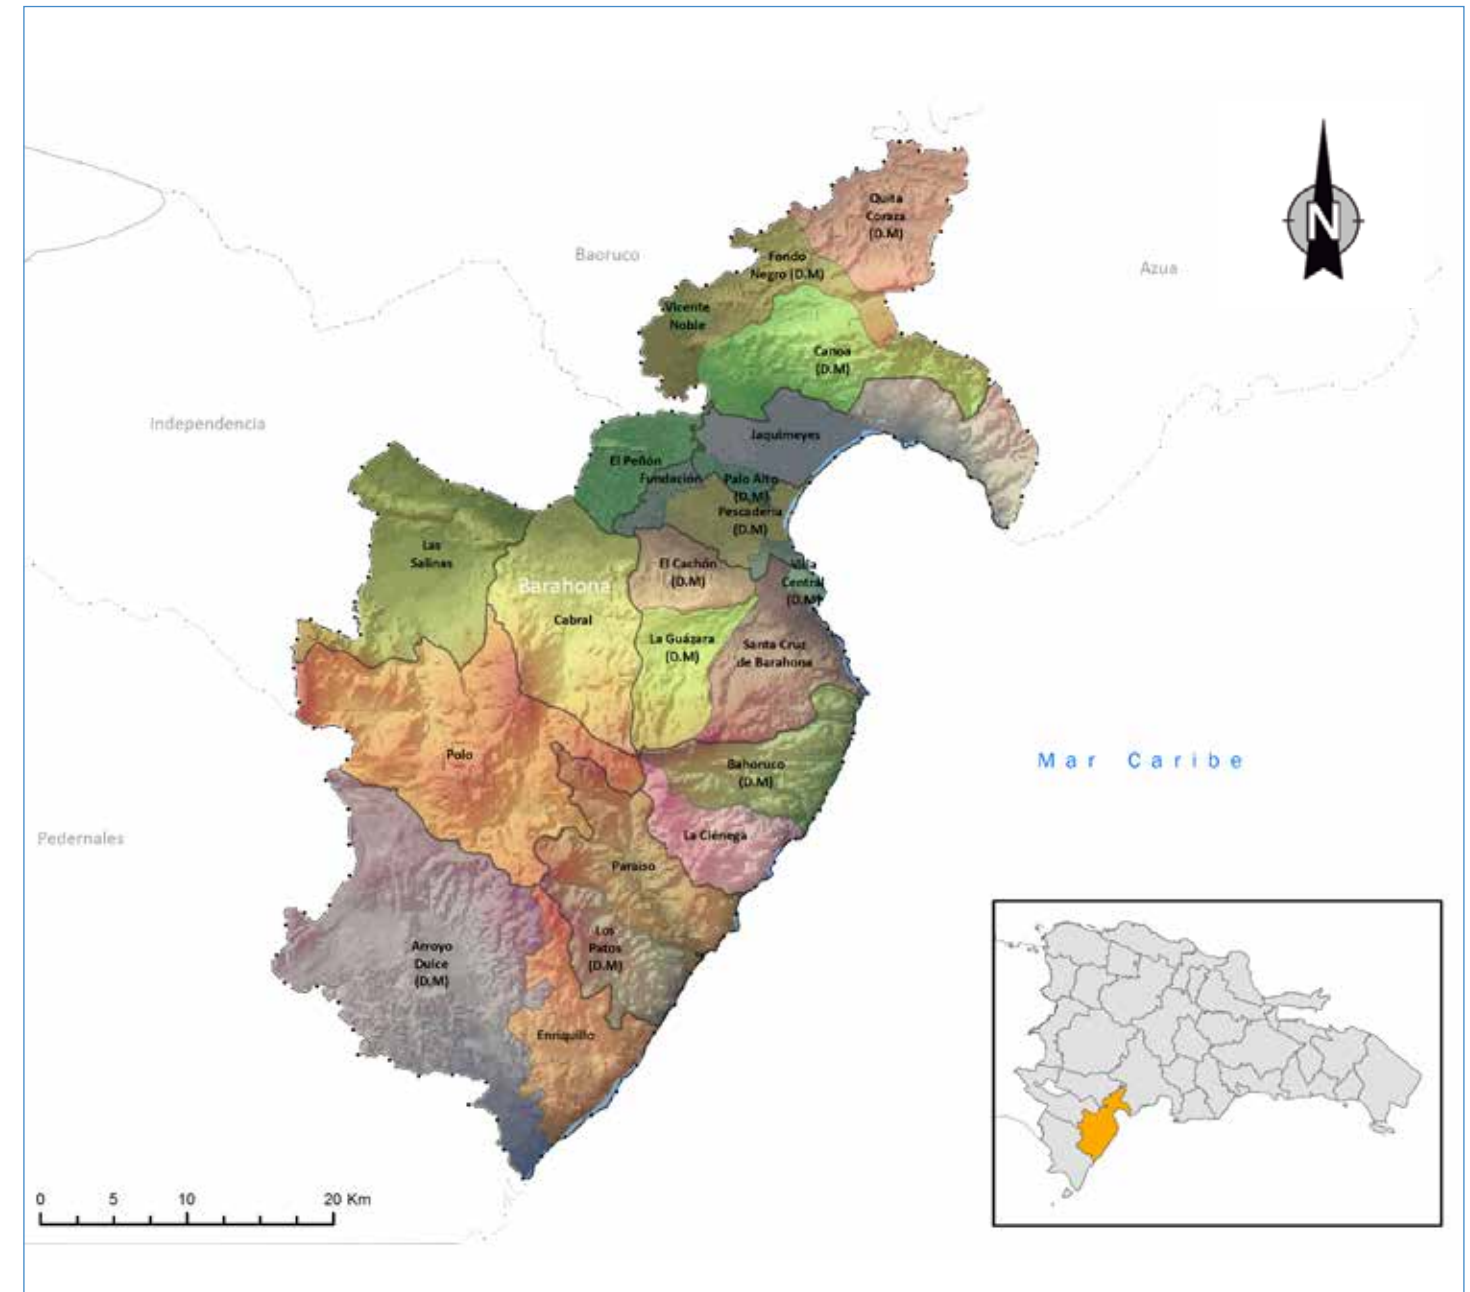 Quita
Coraza
(D.M)
N
Baoruco
Fondo
Negro (D.M)
Azua
Vicente
Noble
Canoa
(D.M)
Independencia
Jaquimeyes
El Peñón
Fundación
Palo Alto
(D.M)
Pescadería
(D.M)
Las
Salinas
El Cachón
(D.M)
Villa
Central
(D.M)
Barahona
Cabral
La Guázara
(D.M)
Santa Cruz
de Barahona
Polo
Bahoruco
(D.M)
Mar Caribe
Pedernales
La Ciénega
Paraiso
Arroyo
Dulce
(D.M)
Los
Patos
(D.M)
Enriquillo
0 5 10 20 Km